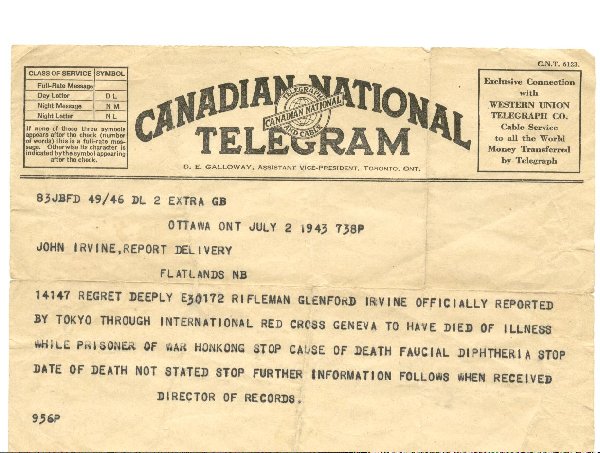 C.N.T. 6123
CLASS OF SERVICE SYMBOL
Full-Rate Message
Day Letter D L
Night Message N M
Night Letter N L
If none of these three symbols
appears after the check (number
of words) this is a full-rate mes-
sage. Otherwise its character is
indicated by the symbol appearing
after the check.
CANADIAN NATIONAL
TELEGRAPH
CANADIAN NATIONAL
AND CABLE
TELEGRAM
D. E. GALLOWAY, ASSISTANT VICE-PRESIDENT, TORONTO, ONT.
Exclusive Connection
with
WESTERN UNION
TELEGRAPH CO.
Cable Service
to all the World
Money Transferred
by Telegraph
83JBFD 49/46 DL 2 EXTRA GB
OTTAWA ONT JULY 2 1943 738P
JOHN IRVINE,REPORT DELIVERY
FLATLANDS NB
14147 REGRET DEEPLY E30172 RIFLEMAN GLENFORD IRVINE OFFICIALLY REPORTED
BY TOKYO THROUGH INTERNATIONAL RED CROSS GENEVA TO HAVE DIED OF ILLNESS
WHILE PRISONER OF WAR HONKONG STOP CAUSE OF DEATH FAUCIAL DIPHTHERIA STOP
DATE OF DEATH NOT STATED STOP FURTHER INFORMATION FOLLOWS WHEN RECEIVED
DIRECTOR OF RECORDS.
956P